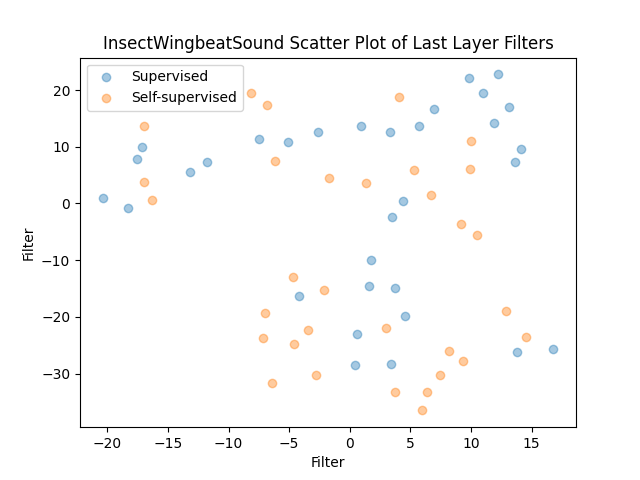 InsectWingbeatSound Scatter Plot of Last Layer Filters
Supervised
Self-supervised
20
10
0
−10
−20
−30
Filter
−20
−15
−10
−5
0
5
10
15
Filter